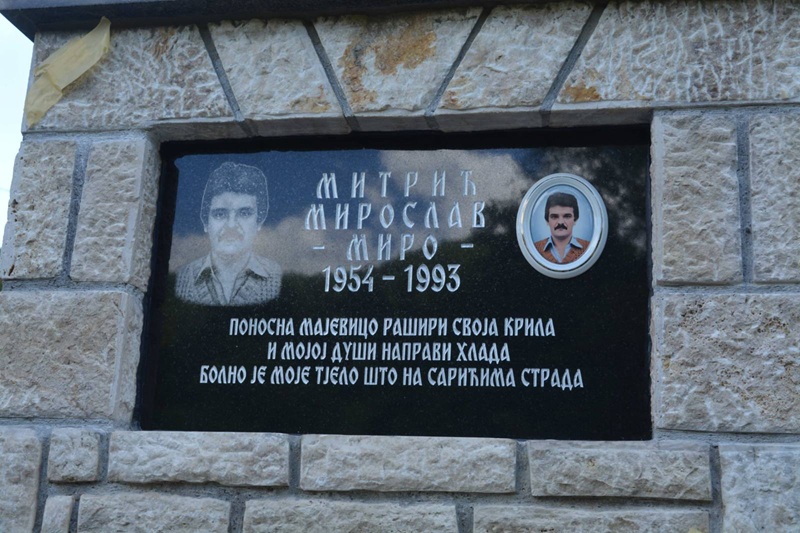 МИТРИЋ
МИРОСЛАВ
- МИРО -
1954 - 1993
ПОНОСНА МАЈЕВИЦО РАШИРИ СВОЈА КРИЛА
И МОЈОЈ ДУШИ НАПРАВИ ХЛАДА
БОЛНО ЈЕ МОЈЕ ТЈЕЛО ШТО НА САРИЋИМА СТРАДА